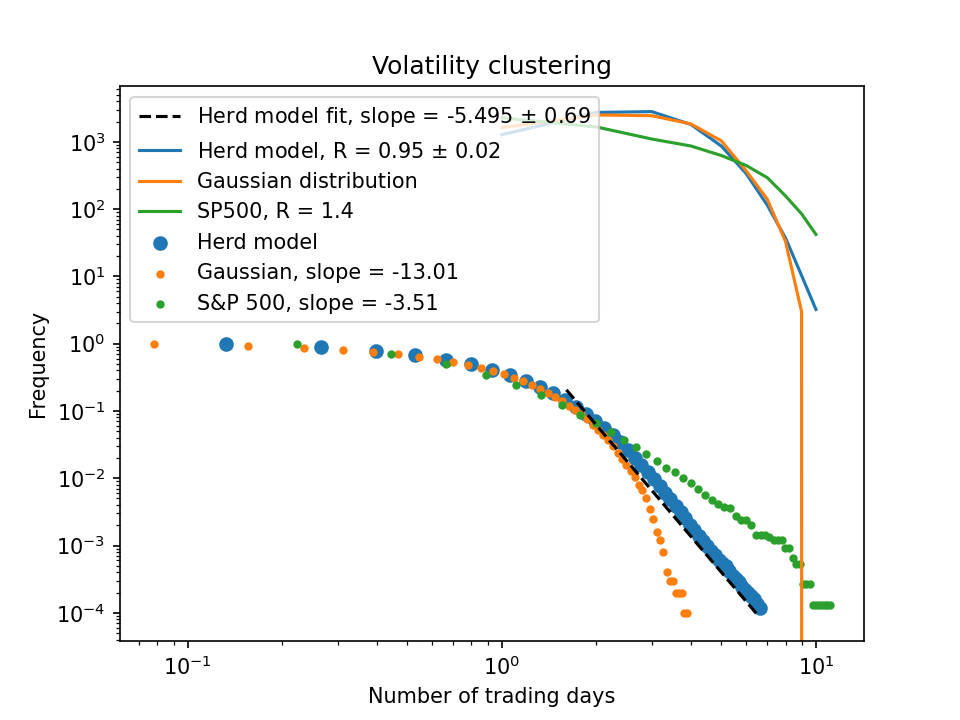 Volatility clustering
Herd model fit, slope = -5.495 ± 0.69
Herd model, R = 0.95 ± 0.02
Gaussian distribution
SP500, R = 1.4
Herd model
Gaussian, slope = -13.01
S&P 500, slope = -3.51
Frequency
10³
10²
10¹
10⁰
10⁻¹
10⁻²
10⁻³
10⁻⁴
10⁻¹ 10⁰ 10¹
Number of trading days